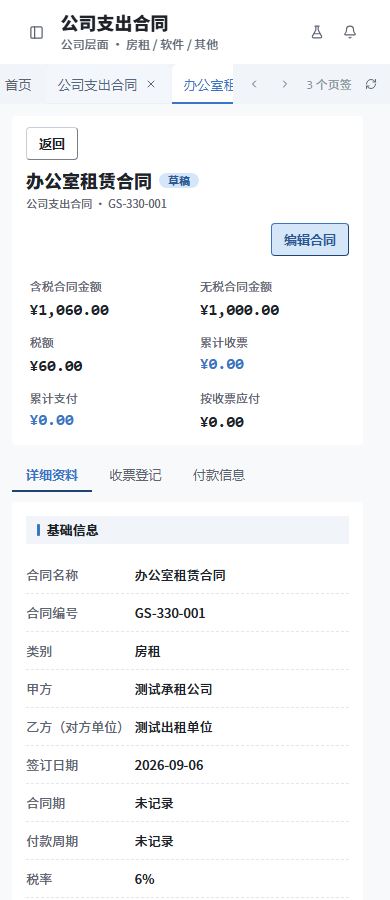 公司支出合同
公司层面 • 房租 / 软件 / 其他
首页 公司支出合同 × 办公室租 3 个页签
返回
办公室租赁合同 草稿
公司支出合同 • GS-330-001
编辑合同
含税合同金额 无税合同金额
¥1,060.00 ¥1,000.00
税额 累计收票
¥60.00 ¥0.00
累计支付 按收票应付
¥0.00 ¥0.00
详细资料 收票登记 付款信息
基础信息
合同名称 办公室租赁合同
合同编号 GS-330-001
类别 房租
甲方 测试承租公司
乙方（对方单位） 测试出租单位
签订日期 2026-09-06
合同期 未记录
付款周期 未记录
税率 6%